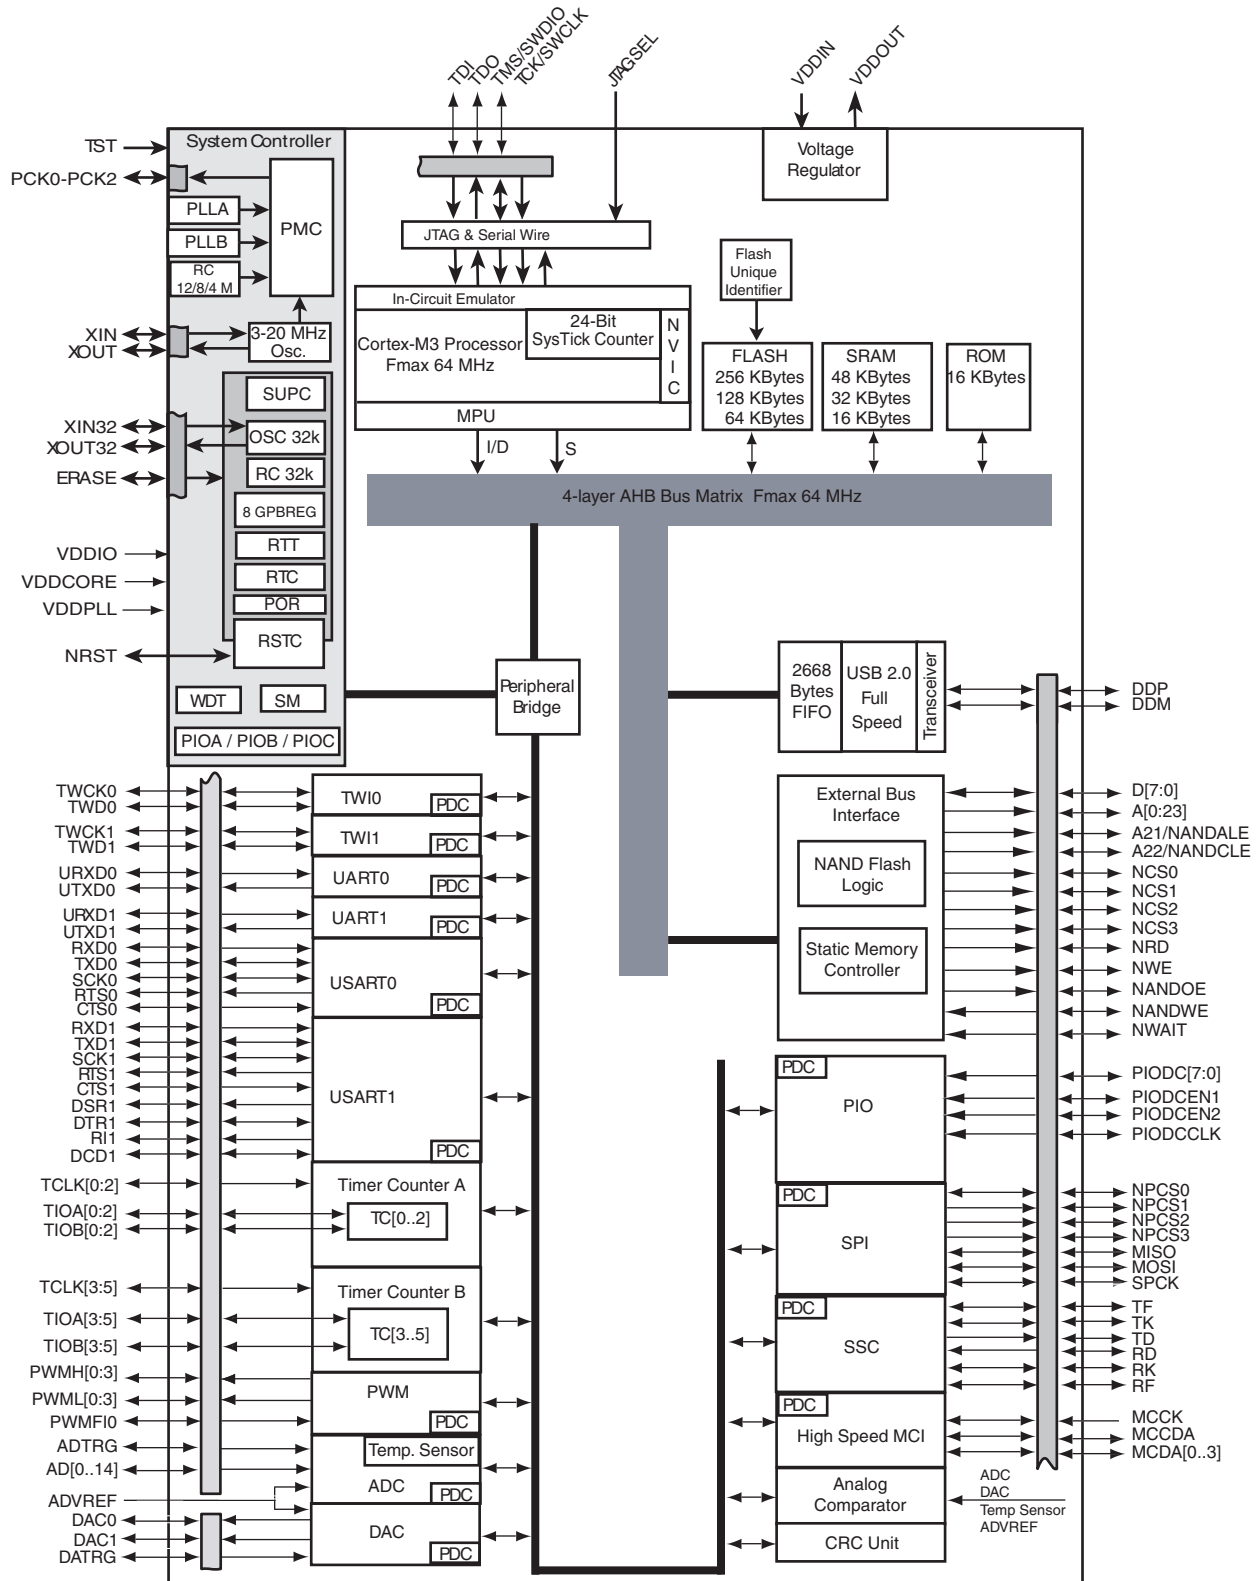 TDI
TDO
TMS/SWDIO
TCK/SWCLK
JTAGSEL
VDDIN
VDDOUT
TST
System Controller
Voltage
Regulator
PCK0-PCK2
PLLA
PLLB
RC
12/8/4 M
PMC
JTAG & Serial Wire
Flash
Unique
Identifier
In-Circuit Emulator
XIN
XOUT
3-20 MHz
Osc.
Cortex-M3 Processor
Fmax 64 MHz
24-Bit
SysTick Counter
N
V
I
C
MPU
FLASH
256 KBytes
128 KBytes
64 KBytes
SRAM
48 KBytes
32 KBytes
16 KBytes
ROM
16 KBytes
SUPC
XIN32
XOUT32
ERASE
OSC 32k
RC 32k
8 GPBREG
RTT
RTC
POR
RSTC
I/D
S
4-layer AHB Bus Matrix Fmax 64 MHz
VDDIO
VDDCORE
VDDPLL
NRST
WDT
SM
PIOA / PIOB / PIOC
Peripheral
Bridge
2668
Bytes
FIFO
USB 2.0
Full
Speed
Transceiver
DDP
DDM
TWCK0
TWD0
TWI0
PDC
TWCK1
TWD1
TWI1
PDC
URXD0
UTXD0
UART0
PDC
URXD1
UTXD1
UART1
PDC
RXD0
TXD0
SCK0
RTS0
CTS0
USART0
PDC
RXD1
TXD1
SCK1
RTS1
CTS1
DSR1
DTR1
RI1
DCD1
USART1
PDC
TCLK[0:2]
TIOA[0:2]
TIOB[0:2]
Timer Counter A
TC[0..2]
TCLK[3:5]
TIOA[3:5]
TIOB[3:5]
Timer Counter B
TC[3..5]
PWMH[0:3]
PWML[0:3]
PWMFI0
PWM
PDC
ADTRG
AD[0..14]
ADVREF
Temp. Sensor
ADC
PDC
DAC0
DAC1
DATRG
DAC
PDC
External Bus
Interface
NAND Flash
Logic
Static Memory
Controller
D[7:0]
A[0:23]
A21/NANDALE
A22/NANDCLE
NCS0
NCS1
NCS2
NCS3
NRD
NWE
NANDOE
NANDWE
NWAIT
PDC
PIO
PIODC[7:0]
PIODCEN1
PIODCEN2
PIODCCLK
PDC
SPI
NPCS0
NPCS1
NPCS2
NPCS3
MISO
MOSI
SPCK
PDC
SSC
TF
TK
TD
RD
RK
RF
PDC
High Speed MCI
MCCK
MCCDA
MCDA[0..3]
Analog
Comparator
ADC
DAC
Temp Sensor
ADVREF
CRC Unit